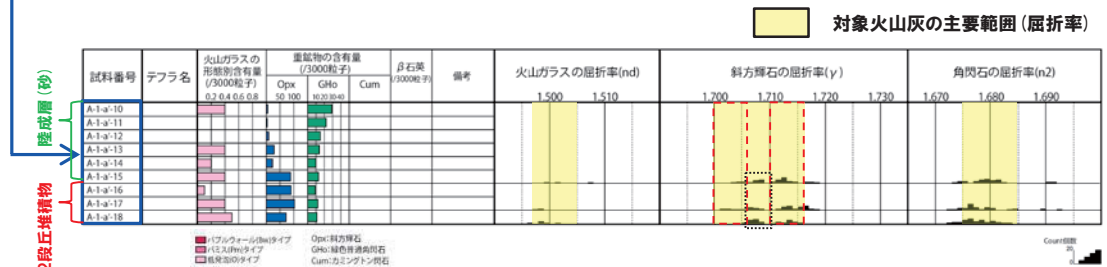 対象火山灰の主要範囲(屈折率)
試料番号 テフラ名 火山ガラスの形態別含有量(/3000粒子) 重鉱物の含有量(/3000粒子) β石英(/3000粒子) 備考 火山ガラスの屈折率(nd) 斜方輝石の屈折率(γ) 角閃石の屈折率(n2)
Opx GHo Cum
0.2 0.4 0.6 0.8 50 100 10203040 1.500 1.510 1.700 1.710 1.720 1.730 1.670 1.680 1.690
陸成層(砂)
A-1-a'-10
A-1-a'-11
A-1-a'-12
A-1-a'-13
A-1-a'-14
A-1-a'-15
2段丘堆積物
A-1-a'-16
A-1-a'-17
A-1-a'-18
バブルウォール(Bw)タイプ Opx:斜方輝石
パミス(Pm)タイプ GHo:緑色普通角閃石
低発泡(O)タイプ Cum:カミングトン閃石
Count個数
20